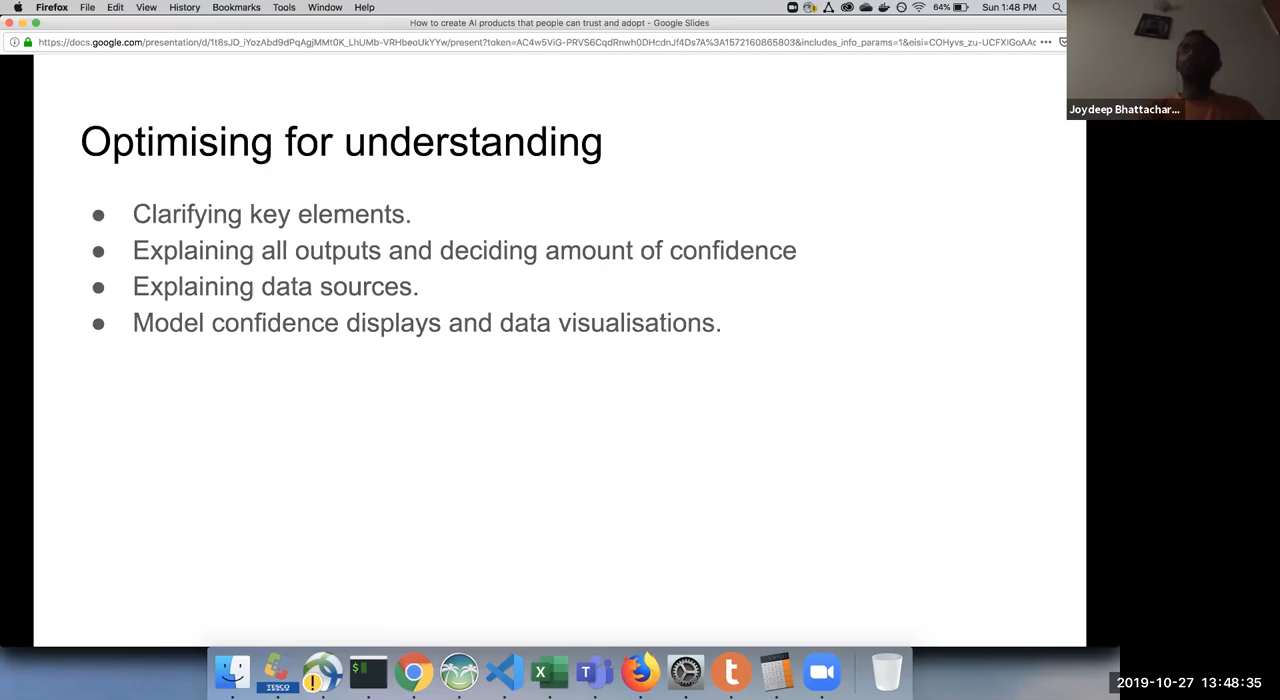 Firefox File Edit View History Bookmarks Tools Window Help 64% Sun 1:48 PM
How to create AI products that people can trust and adopt - Google Slides
Joydeep Bhattachar...
Optimising for understanding
● Clarifying key elements.
● Explaining all outputs and deciding amount of confidence
● Explaining data sources.
● Model confidence displays and data visualisations.
TESCO
2019-10-27 13:48:35